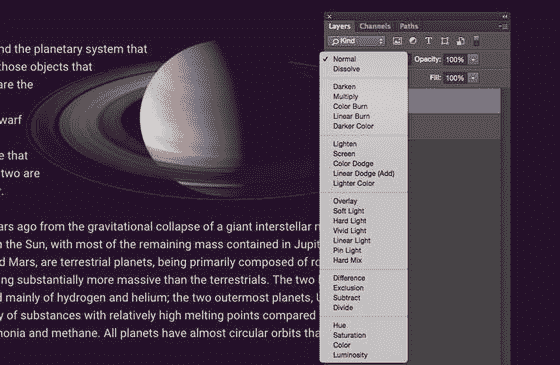 nd the planetary system that
those objects that
are the
warf
e that
two are
r.
ars ago from the gravitational collapse of a giant interstellar
n the Sun, with most of the remaining mass contained in Jupit
d Mars, are terrestrial planets, being primarily composed of ro
ng substantially more massive than the terrestrials. The two
d mainly of hydrogen and helium; the two outermost planets, U
y of substances with relatively high melting points compared
monia and methane. All planets have almost circular orbits tha
Layers Channels Paths
Kind
Normal
Dissolve
Darken
Multiply
Color Burn
Linear Burn
Darker Color
Lighten
Screen
Color Dodge
Linear Dodge (Add)
Lighter Color
Overlay
Soft Light
Hard Light
Vivid Light
Linear Light
Pin Light
Hard Mix
Difference
Exclusion
Subtract
Divide
Hue
Saturation
Color
Luminosity
Opacity: 100%
Fill: 100%